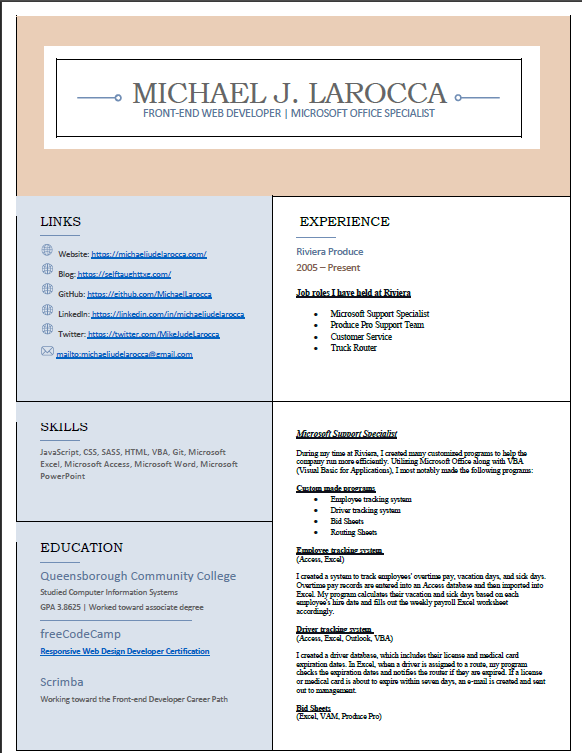 MICHAEL J. LAROCCA
FRONT-END WEB DEVELOPER | MICROSOFT OFFICE SPECIALIST
LINKS
Website: https://michaeljudelarocca.com/
Blog: https://selftaughttxg.com/
GitHub: https://github.com/MichaelLarocca
LinkedIn: https://linkedin.com/in/michaeljudelarocca
Twitter: https://twitter.com/MikeJudeLarocca
mailto:michaeljudelarocca@gmail.com
SKILLS
JavaScript, CSS, SASS, HTML, VBA, Git, Microsoft
Excel, Microsoft Access, Microsoft Word, Microsoft
PowerPoint
EDUCATION
Queensborough Community College
Studied Computer Information Systems
GPA 3.8625 | Worked toward associate degree
freeCodeCamp
Responsive Web Design Developer Certification
Scrimba
Working toward the Front-end Developer Career Path
EXPERIENCE
Riviera Produce
2005 – Present
Job roles I have held at Riviera
• Microsoft Support Specialist
• Produce Pro Support Team
• Customer Service
• Truck Router
Microsoft Support Specialist
During my time at Riviera, I created many customized programs to help the
company run more efficiently. Utilizing Microsoft Office along with VBA
(Visual Basic for Applications), I most notably made the following programs:
Custom made programs
• Employee tracking system
• Driver tracking system
• Bid Sheets
• Routing Sheets
Employee tracking system
(Access, Excel)
I created a system to track employees' overtime pay, vacation days, and sick days.
Overtime pay records are entered into an Access database and then imported into
Excel. My program calculates their vacation and sick days based on each
employee's hire date and fills out the weekly payroll Excel worksheet
accordingly.
Driver tracking system
(Access, Excel, Outlook, VBA)
I created a driver database, which includes their license and medical card
expiration dates. In Excel, when a driver is assigned to a route, my program
checks the expiration dates and notifies the router if they are expired. If a license
or medical card is about to expire within seven days, an e-mail is created and sent
out to management.
Bid Sheets
(Excel, VAM, Produce Pro)